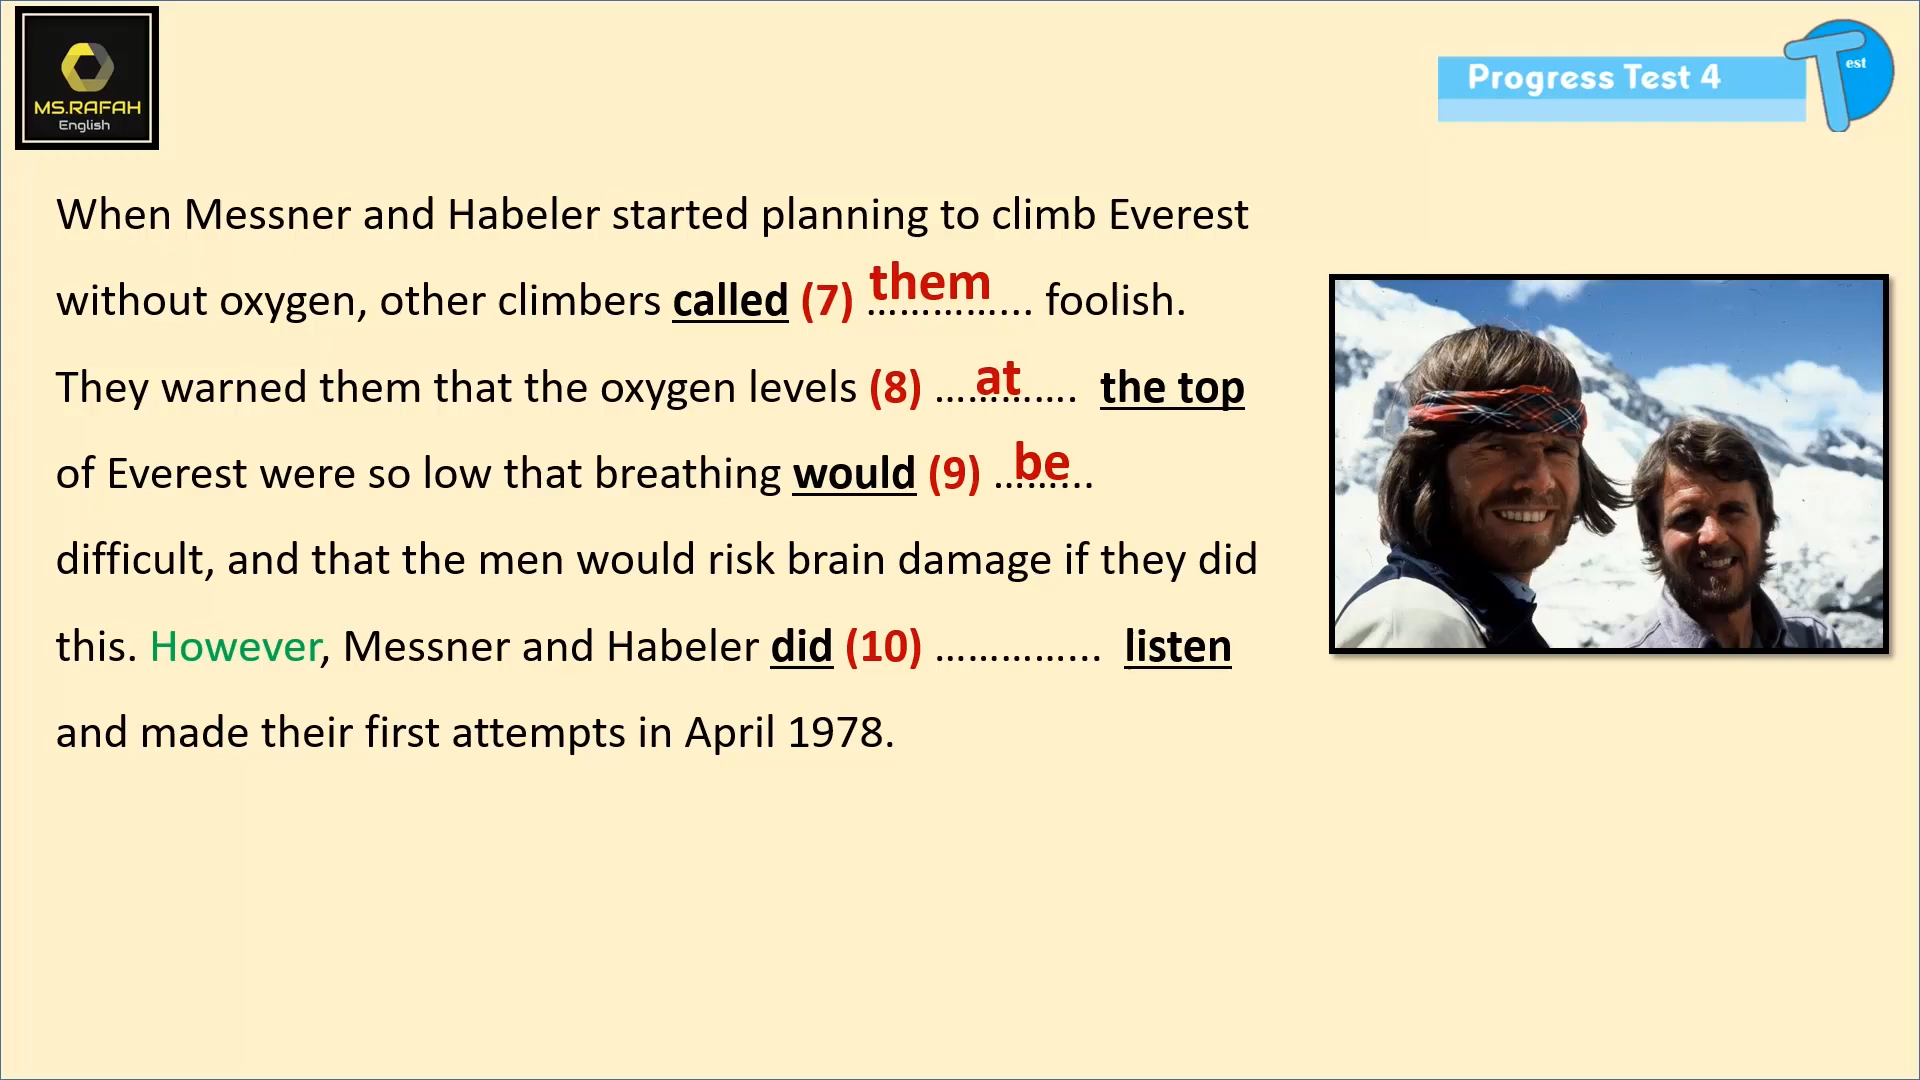 MS.RAFAH
English
Progress Test 4
Test
When Messner and Habeler started planning to climb Everest
without oxygen, other climbers called (7) them ………….. foolish.
They warned them that the oxygen levels (8) …at………. the top
of Everest were so low that breathing would (9) …be…...
difficult, and that the men would risk brain damage if they did
this. However, Messner and Habeler did (10) …………... listen
and made their first attempts in April 1978.